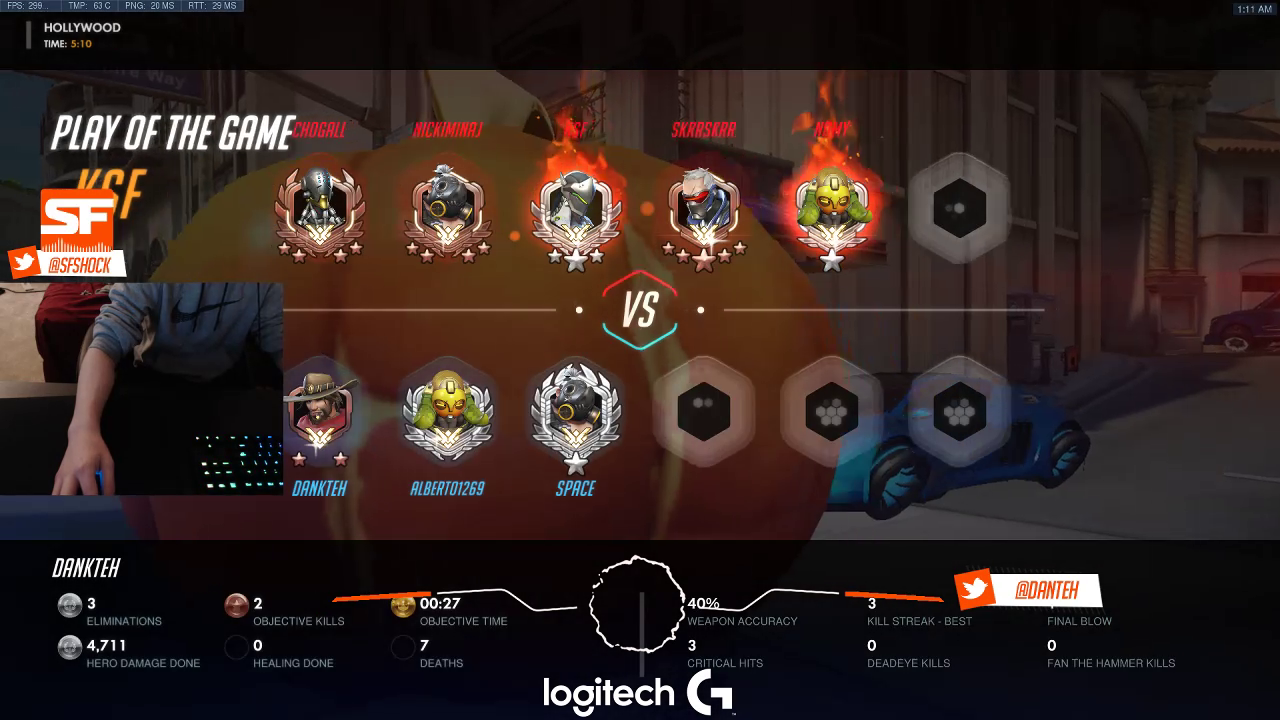 FPS: 299... TMP: 63 C PNG: 20 MS RTT: 29 MS
1:11 AM
HOLLYWOOD
TIME: 5:10
PLAY OF THE GAME
KSF
CHOGALL NICKIMINAJ KSF SKRASKRR
SF
@SFSHOCK
VS
DANKTEH ALBERTO1269 SPACE
DANKTEH
@DANTEH
3 2 00:27 40% 3
ELIMINATIONS OBJECTIVE KILLS OBJECTIVE TIME WEAPON ACCURACY KILL STREAK - BEST FINAL BLOW
4,711 0 7 3 0 0
HERO DAMAGE DONE HEALING DONE DEATHS CRITICAL HITS DEADEYE KILLS FAN THE HAMMER KILLS
logitech G